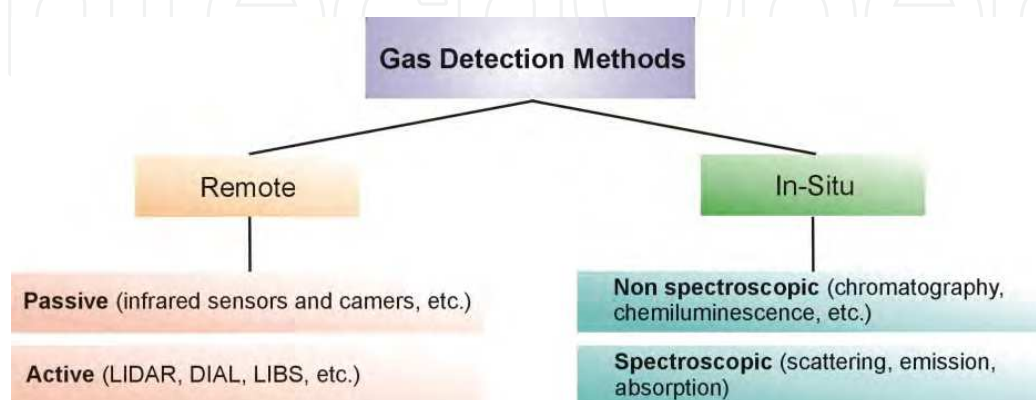 Gas Detection Methods
Remote
In-Situ
Passive (infrared sensors and camers, etc.)
Active (LIDAR, DIAL, LIBS, etc.)
Non spectroscopic (chromatography,
chemiluminescence, etc.)
Spectroscopic (scattering, emission,
absorption)